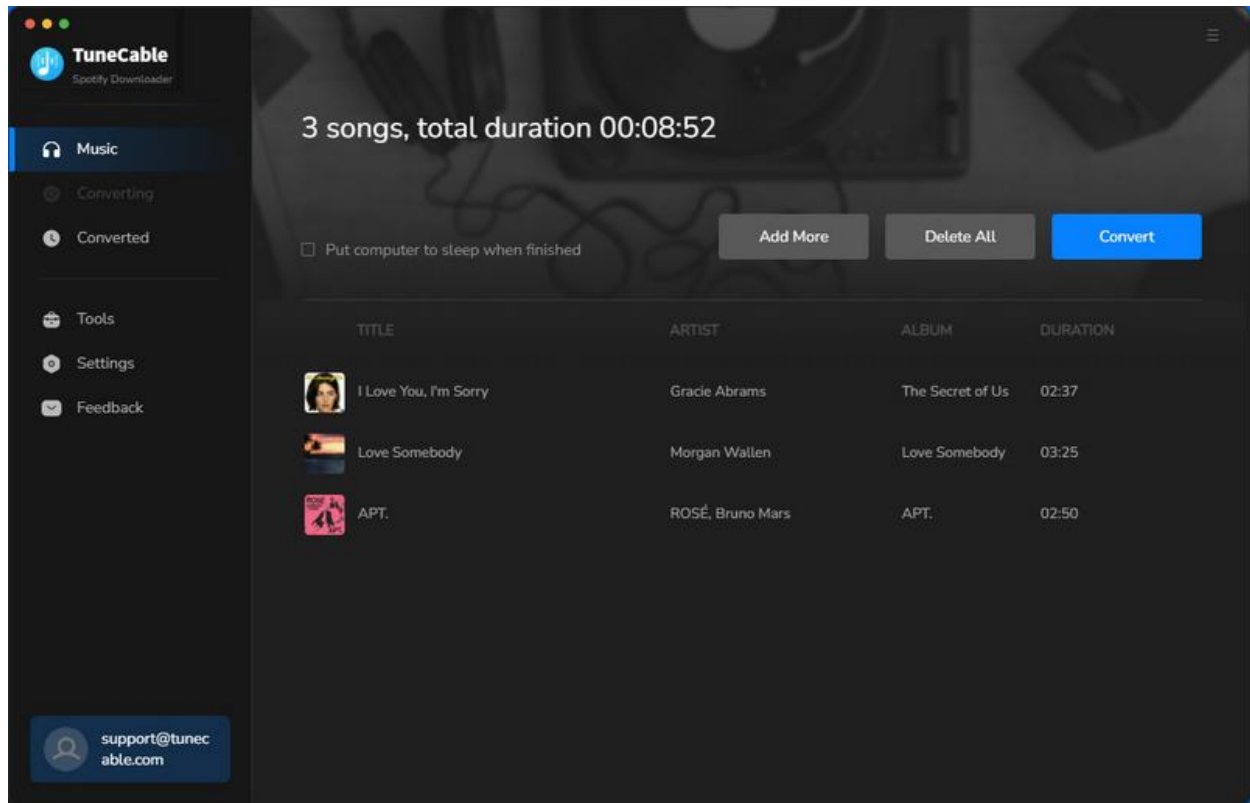 TuneCable
Spotify Downloader
Music
Converting
Converted
Tools
Settings
Feedback
support@tunec
able.com
3 songs, total duration 00:08:52
Put computer to sleep when finished
Add More
Delete All
Convert
TITLE ARTIST ALBUM DURATION
I Love You, I'm Sorry Gracie Abrams The Secret of Us 02:37
Love Somebody Morgan Wallen Love Somebody 03:25
APT. ROSÉ, Bruno Mars APT. 02:50